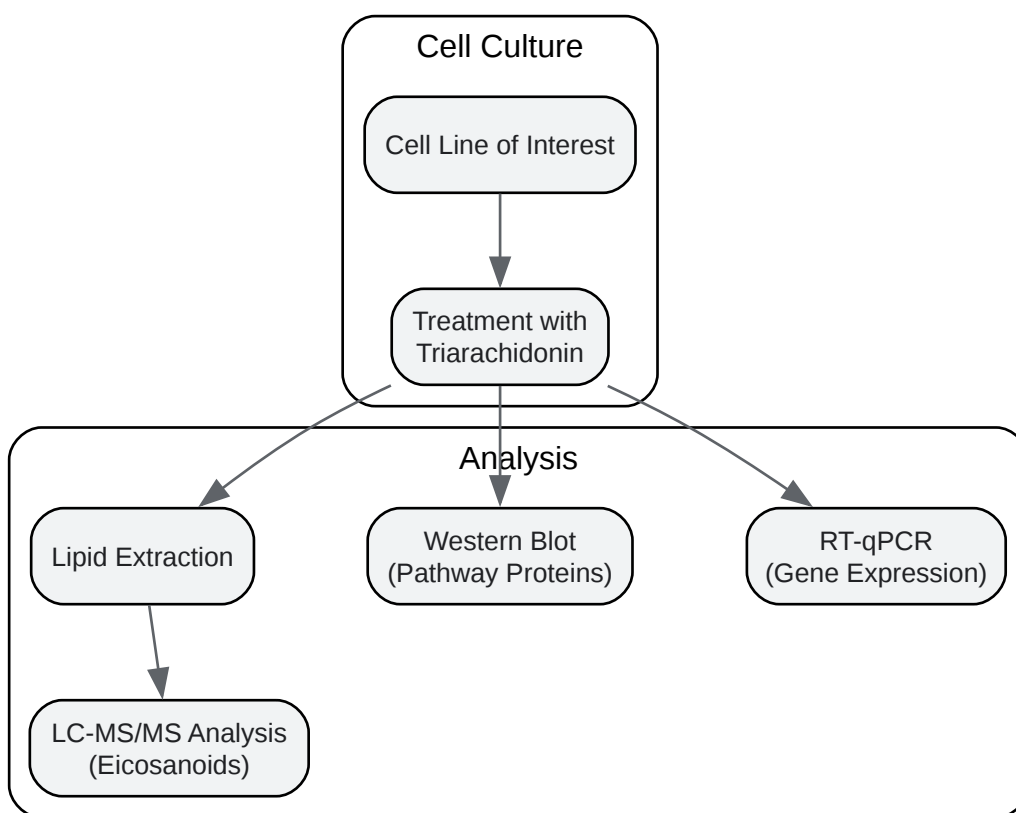 Cell Culture
Cell Line of Interest
Treatment with
Triarachidonin
Analysis
Lipid Extraction
Western Blot
(Pathway Proteins)
RT-qPCR
(Gene Expression)
LC-MS/MS Analysis
(Eicosanoids)